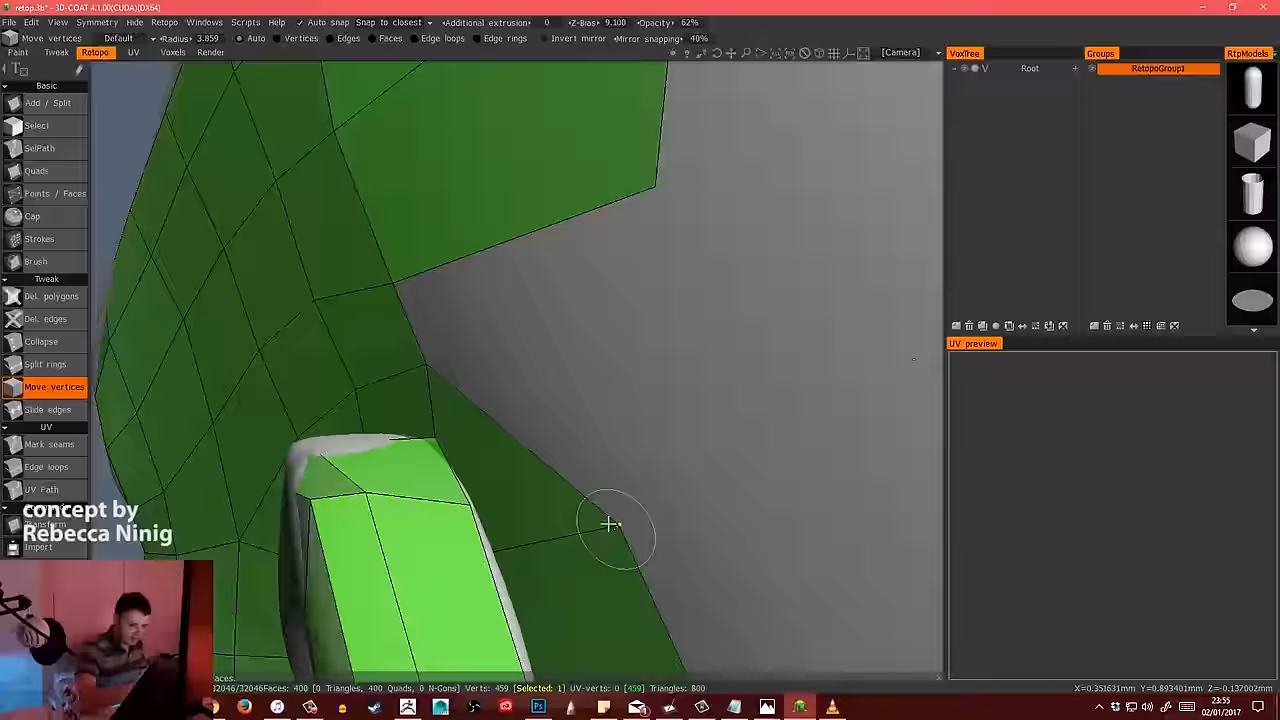 retop.3b* - 3D-COAT 4.1.00(CUDA)(DX64)
File Edit View Symmetry Hide Retopo Windows Scripts Help Auto snap Snap to closest Additional extrusion 0 Z-Bias 9.100 Opacity 62%
Move vertices Default Radius 3.859 Auto Vertices Edges Faces Edge loops Edge rings Invert mirror Mirror snapping 40%
Paint Tweak Retopo UV Voxels Render [Camera] VoxTree Groups RtpModels
V Root + RetopoGroup1
Basic
Add / Split
Select
SelPath
Quads
Points / Faces
Cap
Strokes
Brush
Tweak
Del. polygons
Del. edges
Collapse
UV preview
Split rings
Move vertices
Slide edges
UV
Mark seams
Edge loops
UV Path
concept by
Rebecca Ninig
Transform
Import
32046/32046Faces: 400 [0 Triangles, 400 Quads, 0 N-Gons] Verts: 459 [Selected: 1] UV-verts: 0 [459] Triangles: 800 X=0.351631mm Y=0.893401mm Z=-0.137002mm
23:55
02/01/2017